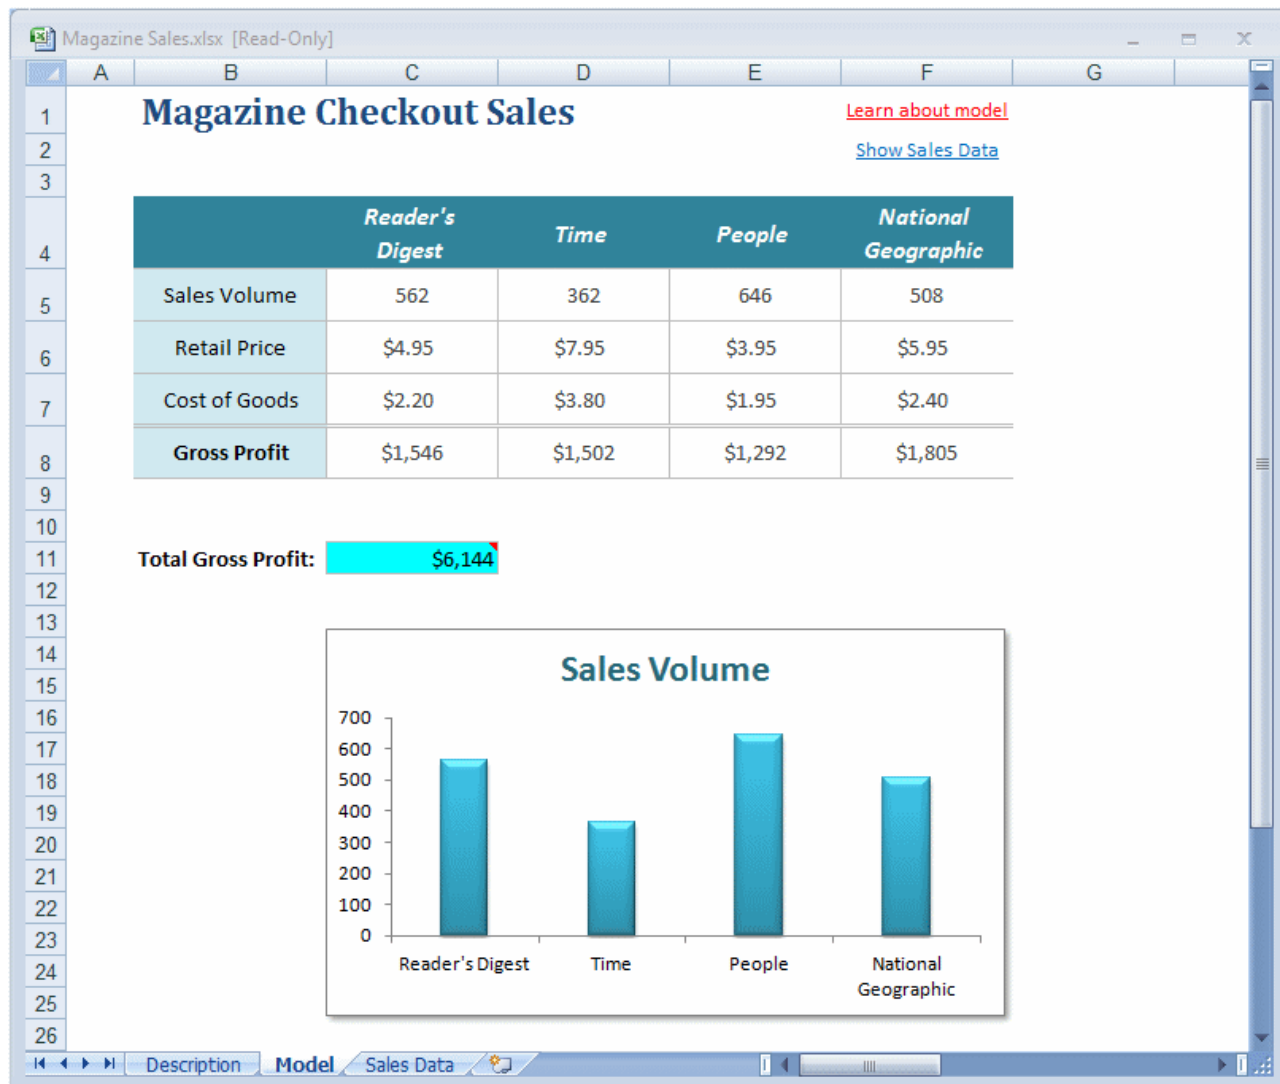 Magazine Sales.xlsx [Read-Only]
A B C D E F G
1 Magazine Checkout Sales Learn about model
2 Show Sales Data
3
4 Reader's Digest Time People National Geographic
5 Sales Volume 562 362 646 508
6 Retail Price $4.95 $7.95 $3.95 $5.95
7 Cost of Goods $2.20 $3.80 $1.95 $2.40
8 Gross Profit $1,546 $1,502 $1,292 $1,805
9
10
11 Total Gross Profit: $6,144
12
13
14
15
16
17
18
19
20
21
22
23
24
25
26
Sales Volume
700
600
500
400
300
200
100
0
Reader's Digest Time People National
Geographic
Description Model Sales Data